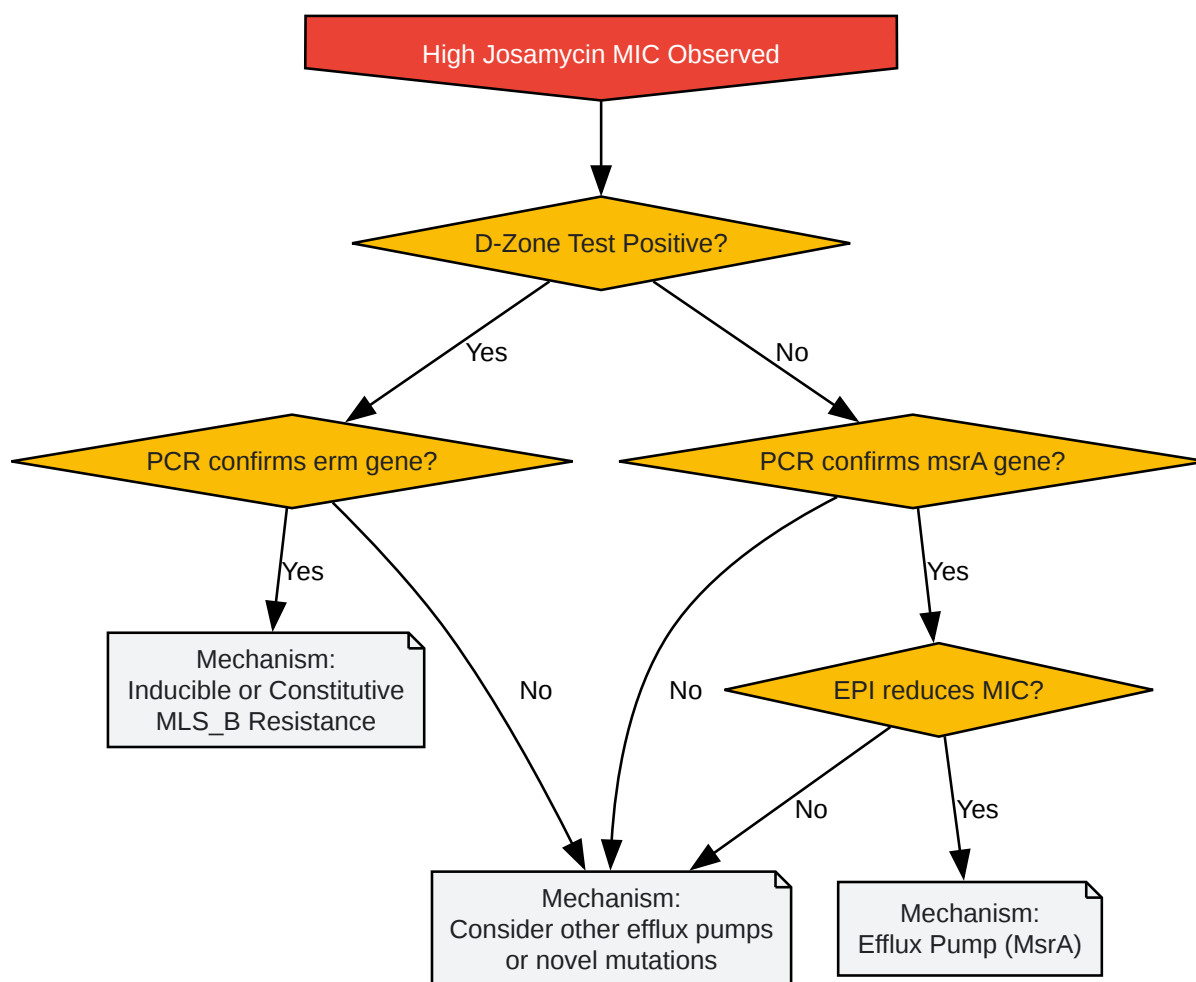 High Josamycin MIC Observed
D-Zone Test Positive?
Yes
No
PCR confirms erm gene?
PCR confirms msrA gene?
Yes
Yes
Mechanism:
Inducible or Constitutive
MLS_B Resistance
No
No
EPI reduces MIC?
No
Yes
Mechanism:
Consider other efflux pumps
or novel mutations
Mechanism:
Efflux Pump (MsrA)